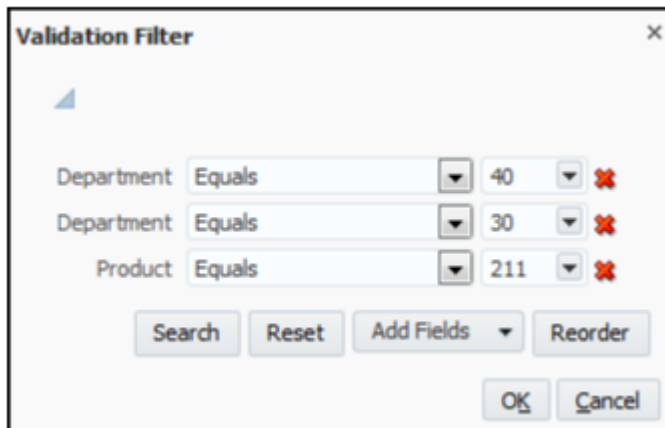 Validation Filter
Department Equals 40
Department Equals 30
Product Equals 211
Search Reset Add Fields Reorder
OK Cancel